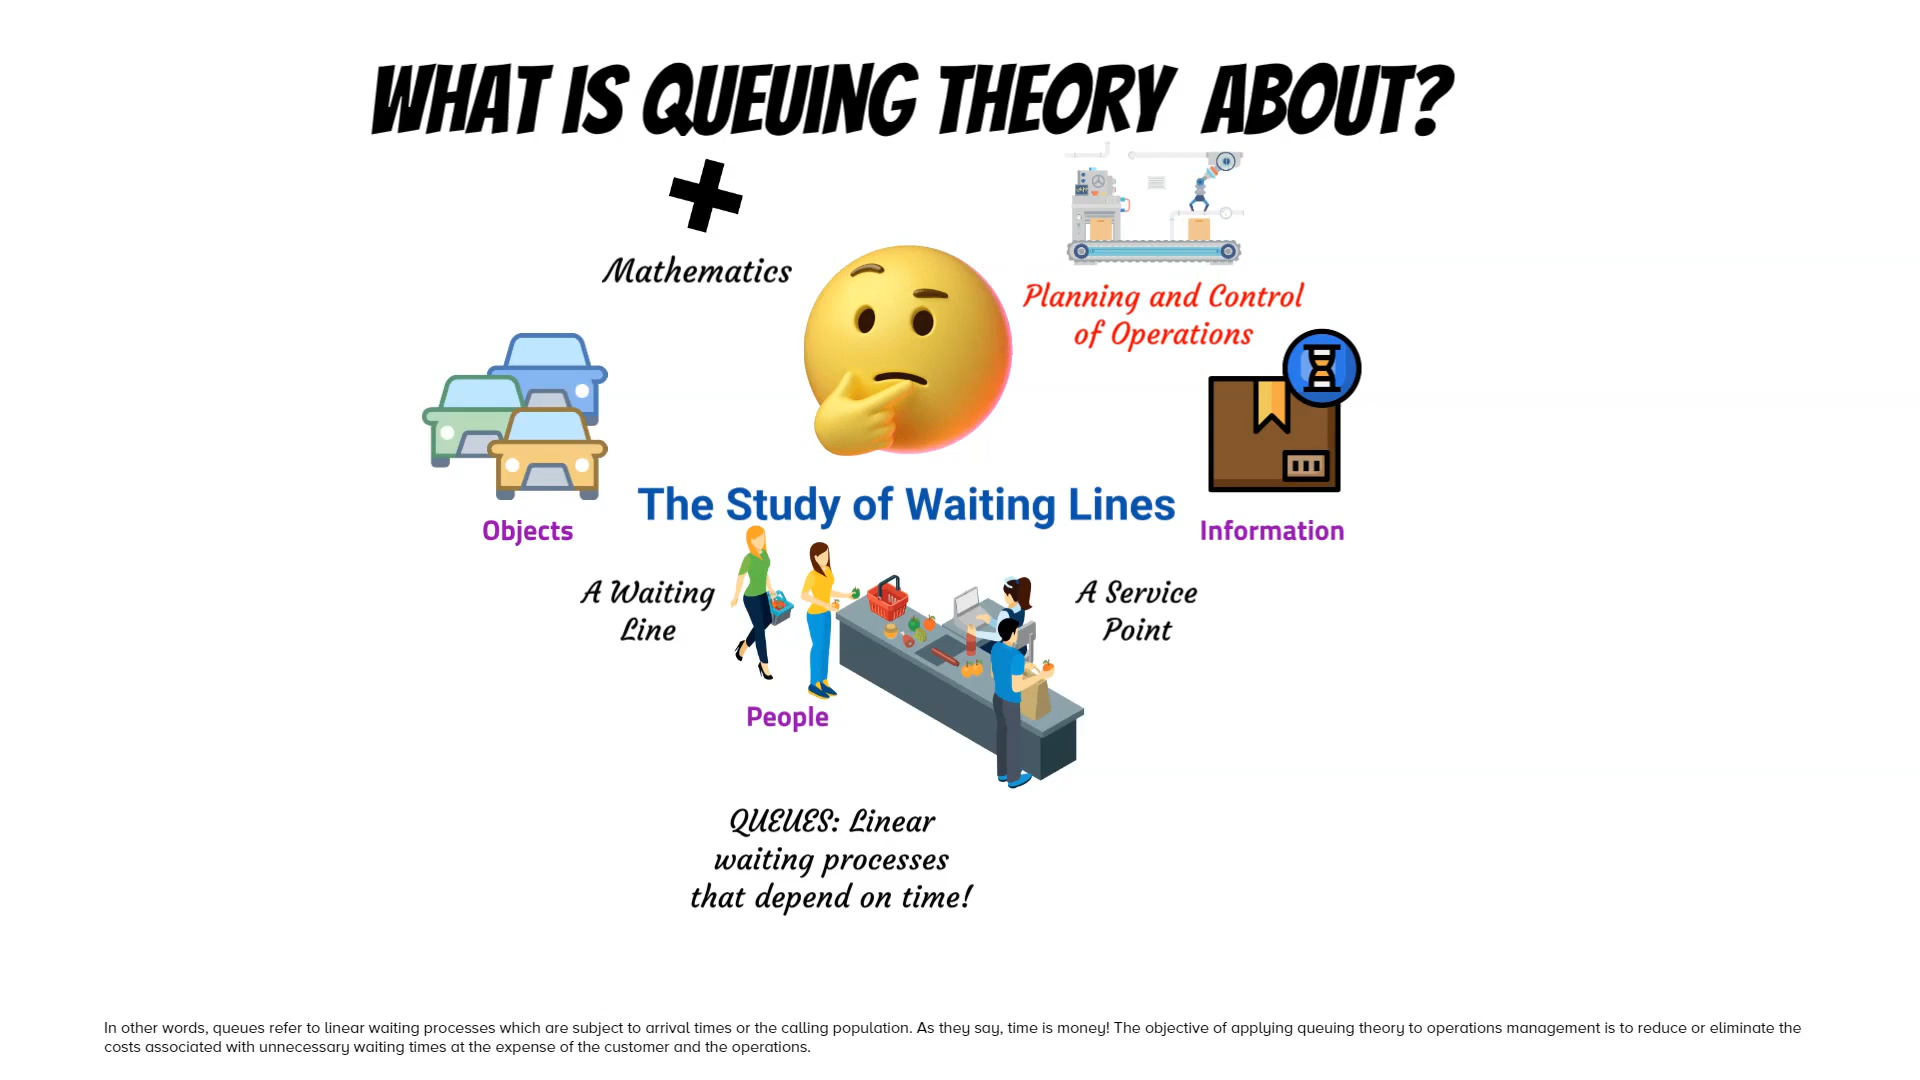 WHAT IS QUEUING THEORY ABOUT?
Mathematics
Planning and Control
of Operations
The Study of Waiting Lines
Objects
Information
A Waiting
Line
A Service
Point
People
QUEUES: Linear
waiting processes
that depend on time!
In other words, queues refer to linear waiting processes which are subject to arrival times or the calling population. As they say, time is money! The objective of applying queuing theory to operations management is to reduce or eliminate the
costs associated with unnecessary waiting times at the expense of the customer and the operations.